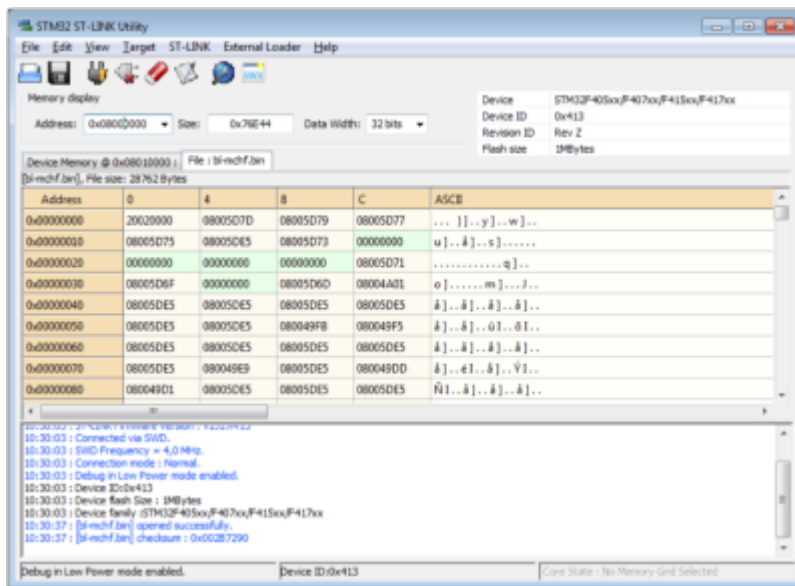 STM32 ST-LINK Utility
File Edit View Target ST-LINK External Loader Help
Memory display
Address: 0x08000000 Size: 0x76E44 Data Width: 32 bits
Device STM32F405xx/F407xx/F415xx/F417xx
Device ID 0x413
Revision ID Rev Z
Flash size 1MBytes
Device Memory @ 0x08010000 : File : bl-mchf.bin
[bl-mchf.bin], File size: 28762 Bytes
Address 0 4 8 C ASCII
0x00000000 20020000 08005D7D 08005D79 08005D77 ... }]..y]..w]..
0x00000010 08005D75 08005DE5 08005D73 00000000 u]..å]..s]......
0x00000020 00000000 00000000 00000000 08005D71 ............q]..
0x00000030 08005D6F 00000000 08005D6D 08004A01 o]......m]...J..
0x00000040 08005DE5 08005DE5 08005DE5 08005DE5 å]..å]..å]..å]..
0x00000050 08005DE5 08005DE5 080049FB 080049F5 å]..å]..ûI..õI..
0x00000060 08005DE5 08005DE5 08005DE5 08005DE5 å]..å]..å]..å]..
0x00000070 08005DE5 080049E9 08005DE5 080049DD å]..éI..å]..ÝI..
0x00000080 080049D1 08005DE5 08005DE5 08005DE5 ÑI..å]..å]..å]..
10:30:03 : Connected via SWD.
10:30:03 : SWD Frequency = 4,0 MHz.
10:30:03 : Connection mode : Normal.
10:30:03 : Debug in Low Power mode enabled.
10:30:03 : Device ID:0x413
10:30:03 : Device flash Size : 1MBytes
10:30:03 : Device family :STM32F405xx/F407xx/F415xx/F417xx
10:30:37 : [bl-mchf.bin] opened successfully.
10:30:37 : [bl-mchf.bin] checksum : 0x002B7290
Debug in Low Power mode enabled. Device ID:0x413 Core State : No Memory Grid Selected